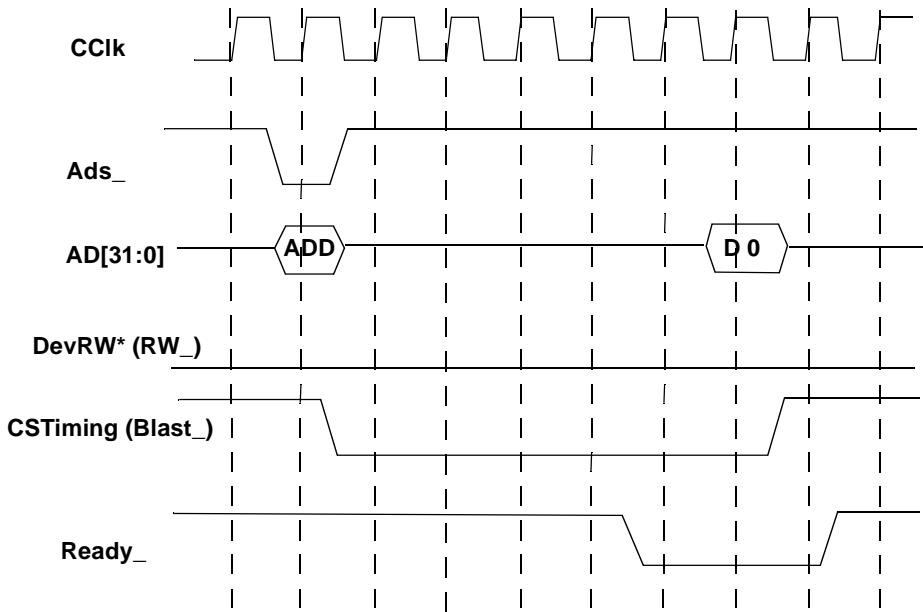 CClk
Ads_
AD[31:0]
ADD
D 0
DevRW* (RW_)
CSTiming (Blast_)
Ready_